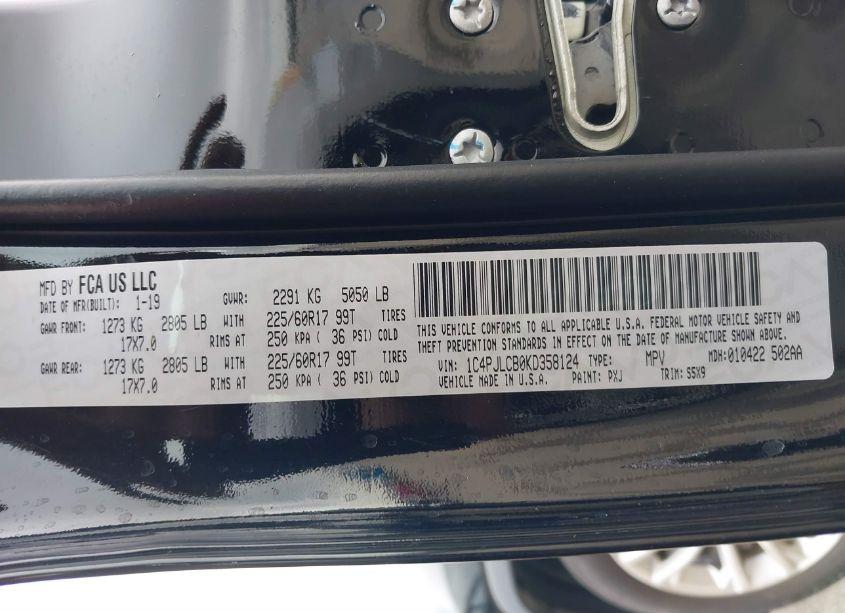 MFD BY FCA US LLC
DATE OF MFR(BUILT): 1-19 GVWR: 2291 KG 5050 LB
GAWR FRONT: 1273 KG 2805 LB WITH 225/60R17 99T TIRES
17X7.0 RIMS AT 250 KPA ( 36 PSI) COLD
GAWR REAR: 1273 KG 2805 LB WITH 225/60R17 99T TIRES
17X7.0 RIMS AT 250 KPA ( 36 PSI) COLD
THIS VEHICLE CONFORMS TO ALL APPLICABLE U.S.A. FEDERAL MOTOR VEHICLE SAFETY AND
THEFT PREVENTION STANDARDS IN EFFECT ON THE DATE OF MANUFACTURE SHOWN ABOVE.
VIN: 1C4PJLCB0KD358124 TYPE: MPV MDH:010422 502AA
VEHICLE MADE IN U.S.A. PAINT: PXJ TRIM: S5X9